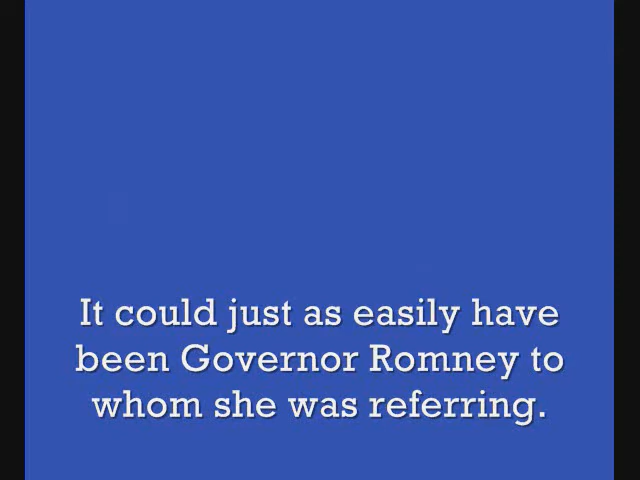 It could just as easily have
been Governor Romney to
whom she was referring.